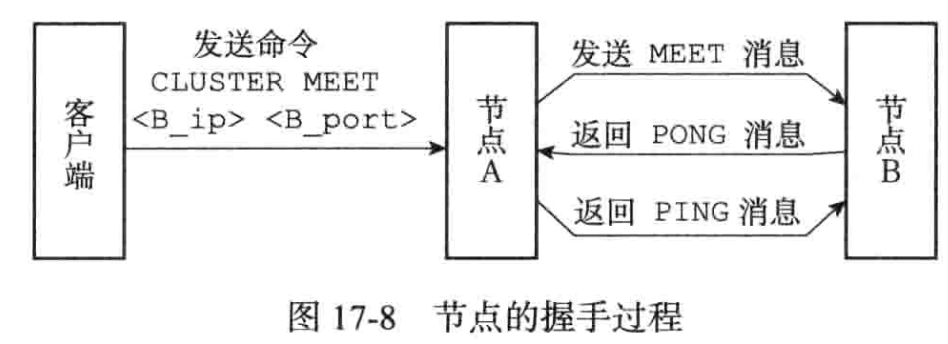 客户端
发送命令
CLUSTER MEET
<B_ip> <B_port>
节点A
发送 MEET 消息
返回 PONG 消息
返回 PING 消息
节点B
图 17-8 节点的握手过程